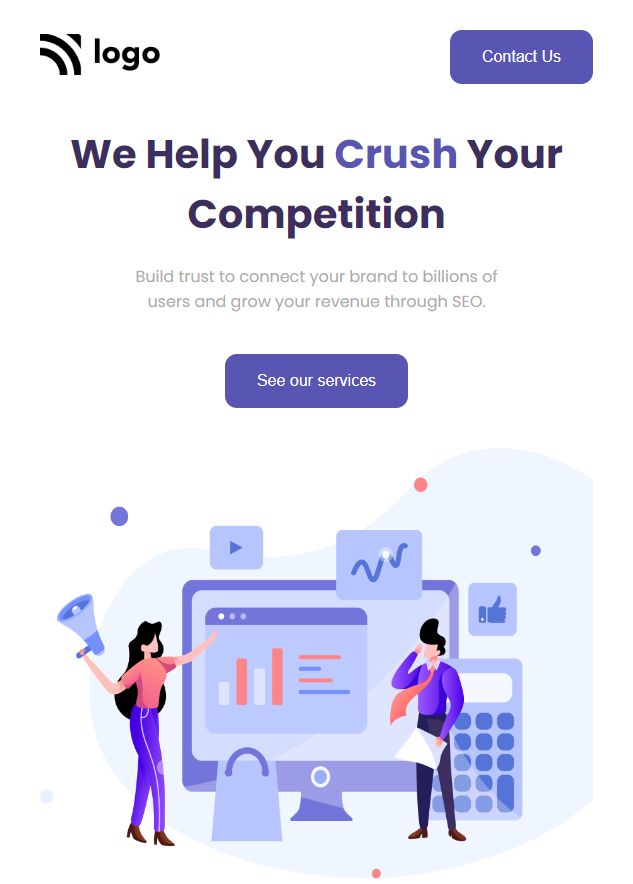 logo
Contact Us
We Help You Crush Your
Competition
Build trust to connect your brand to billions of
users and grow your revenue through SEO.
See our services